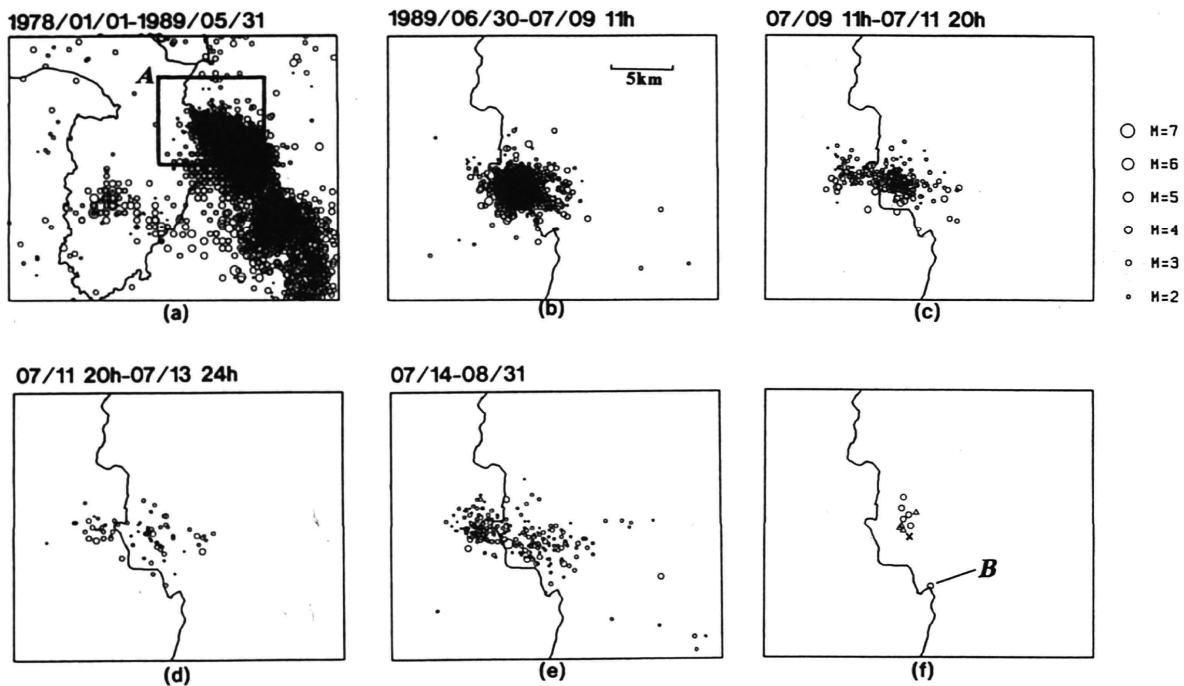 1978/01/01-1989/05/31
1989/06/30-07/09 11h
07/09 11h-07/11 20h
A
5km
M=7
M=6
M=5
M=4
M=3
M=2
(a)
(b)
(c)
07/11 20h-07/13 24h
07/14-08/31
B
(d)
(e)
(f)